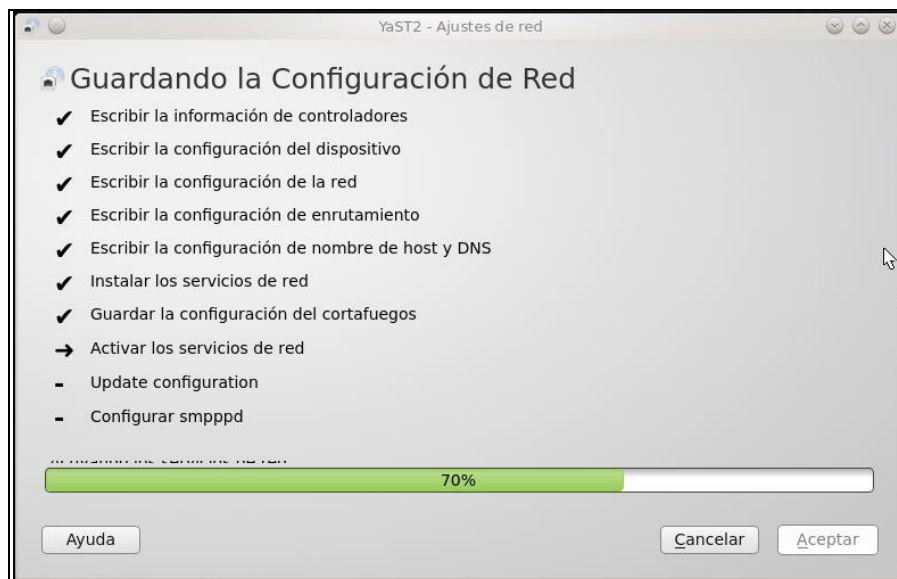 YaST2 - Ajustes de red
Guardando la Configuración de Red
✔ Escribir la información de controladores
✔ Escribir la configuración del dispositivo
✔ Escribir la configuración de la red
✔ Escribir la configuración de enrutamiento
✔ Escribir la configuración de nombre de host y DNS
✔ Instalar los servicios de red
✔ Guardar la configuración del cortafuegos
➜ Activar los servicios de red
- Update configuration
- Configurar smpppd
70%
Ayuda
Cancelar
Aceptar